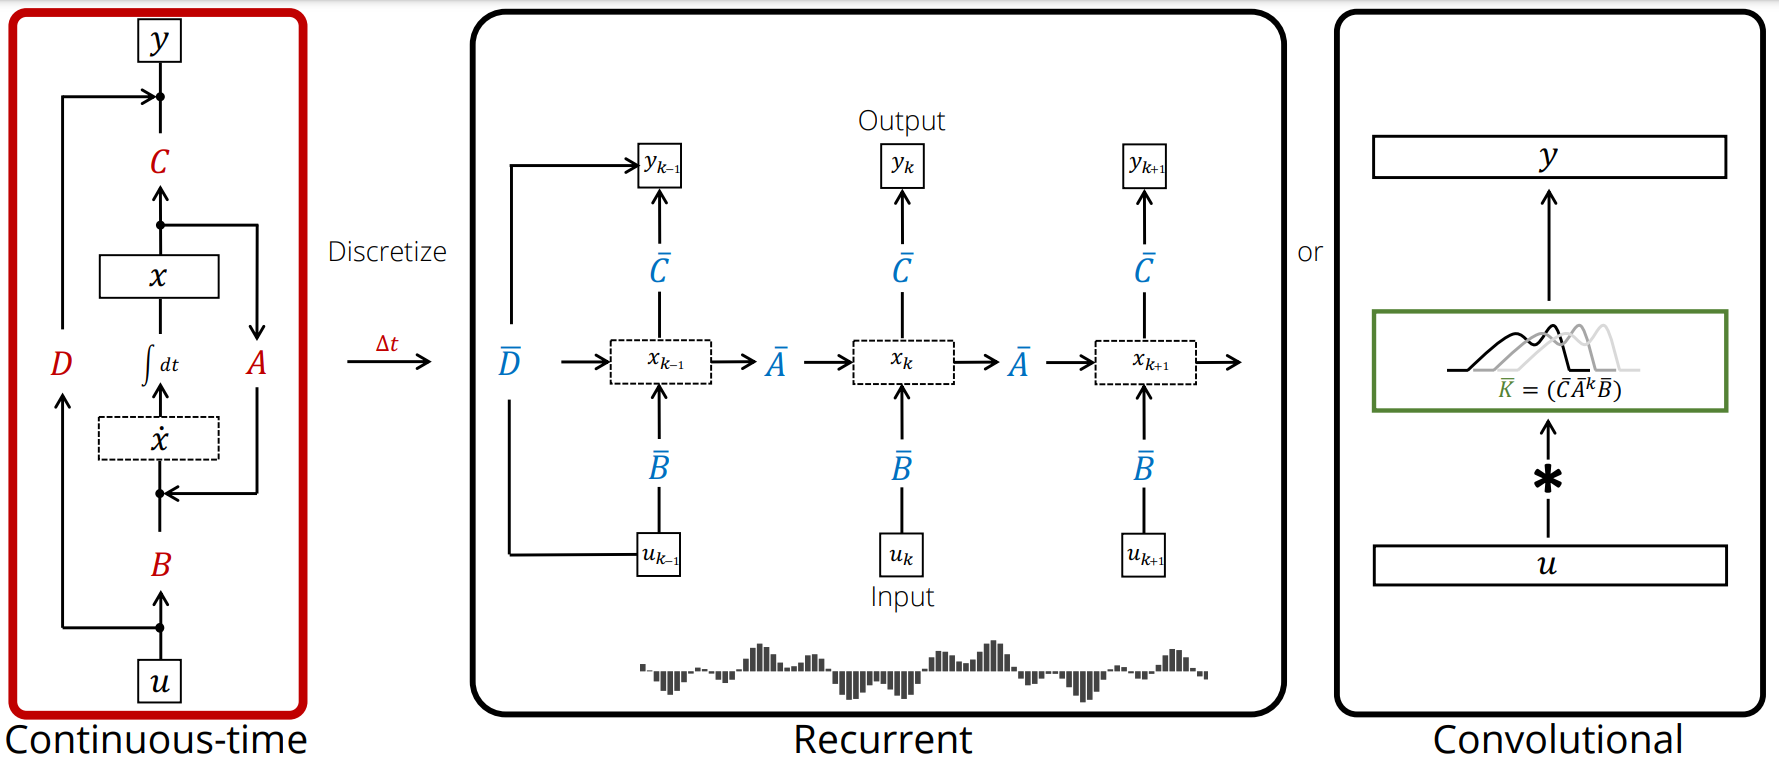 y
C
x
D
∫ dt
A
ẋ
B
u
Continuous-time
Discretize
Δt
Output
y_{k−1}
y_k
y_{k+1}
C̅
C̅
C̅
D̅
x_{k−1}
A̅
x_k
A̅
x_{k+1}
B̅
B̅
B̅
u_{k−1}
u_k
u_{k+1}
Input
Recurrent
or
y
K̅ = (C̅A̅^kB̅)
*
u
Convolutional